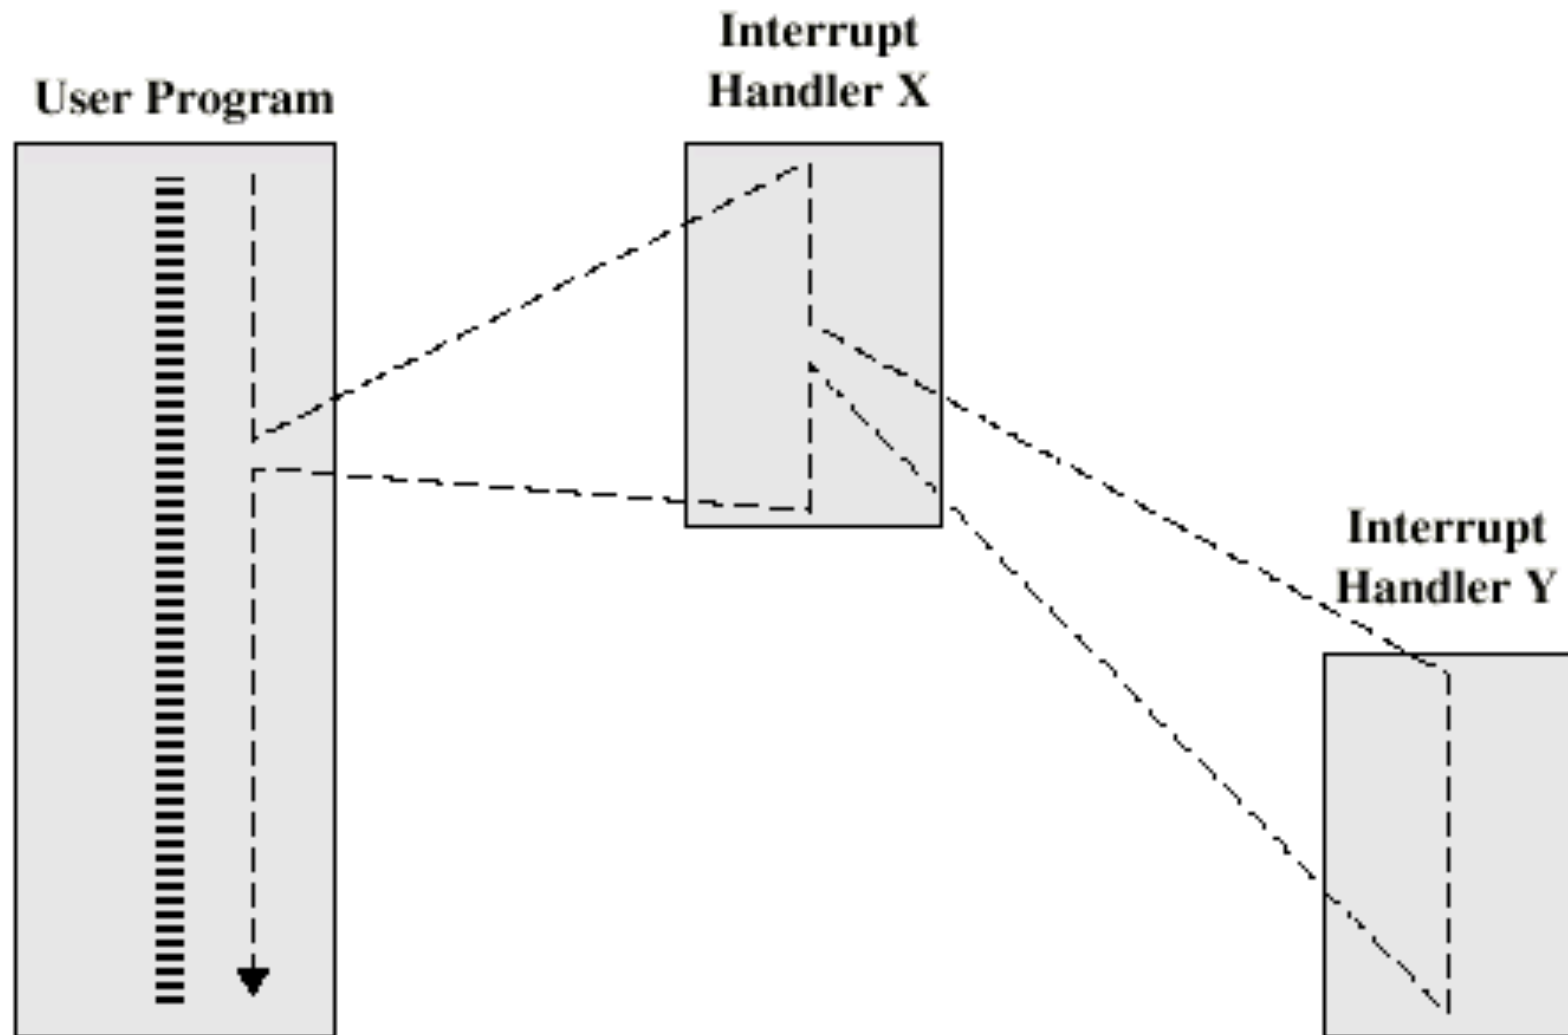 User Program
Interrupt
Handler X
Interrupt
Handler Y